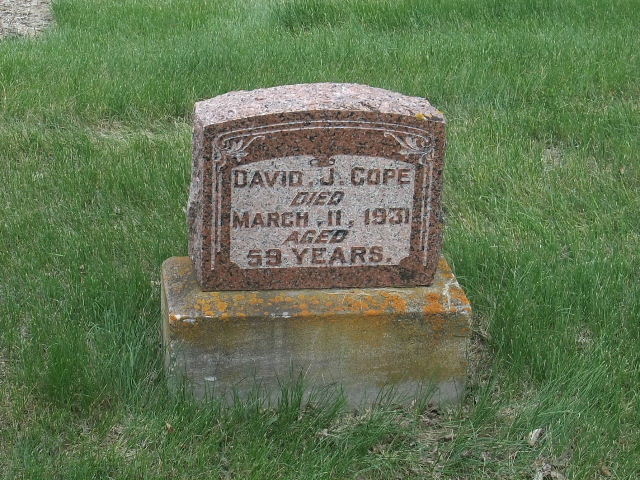 DAVID. J. COPE
DIED
MARCH. 11, 1931
AGED
59 YEARS.